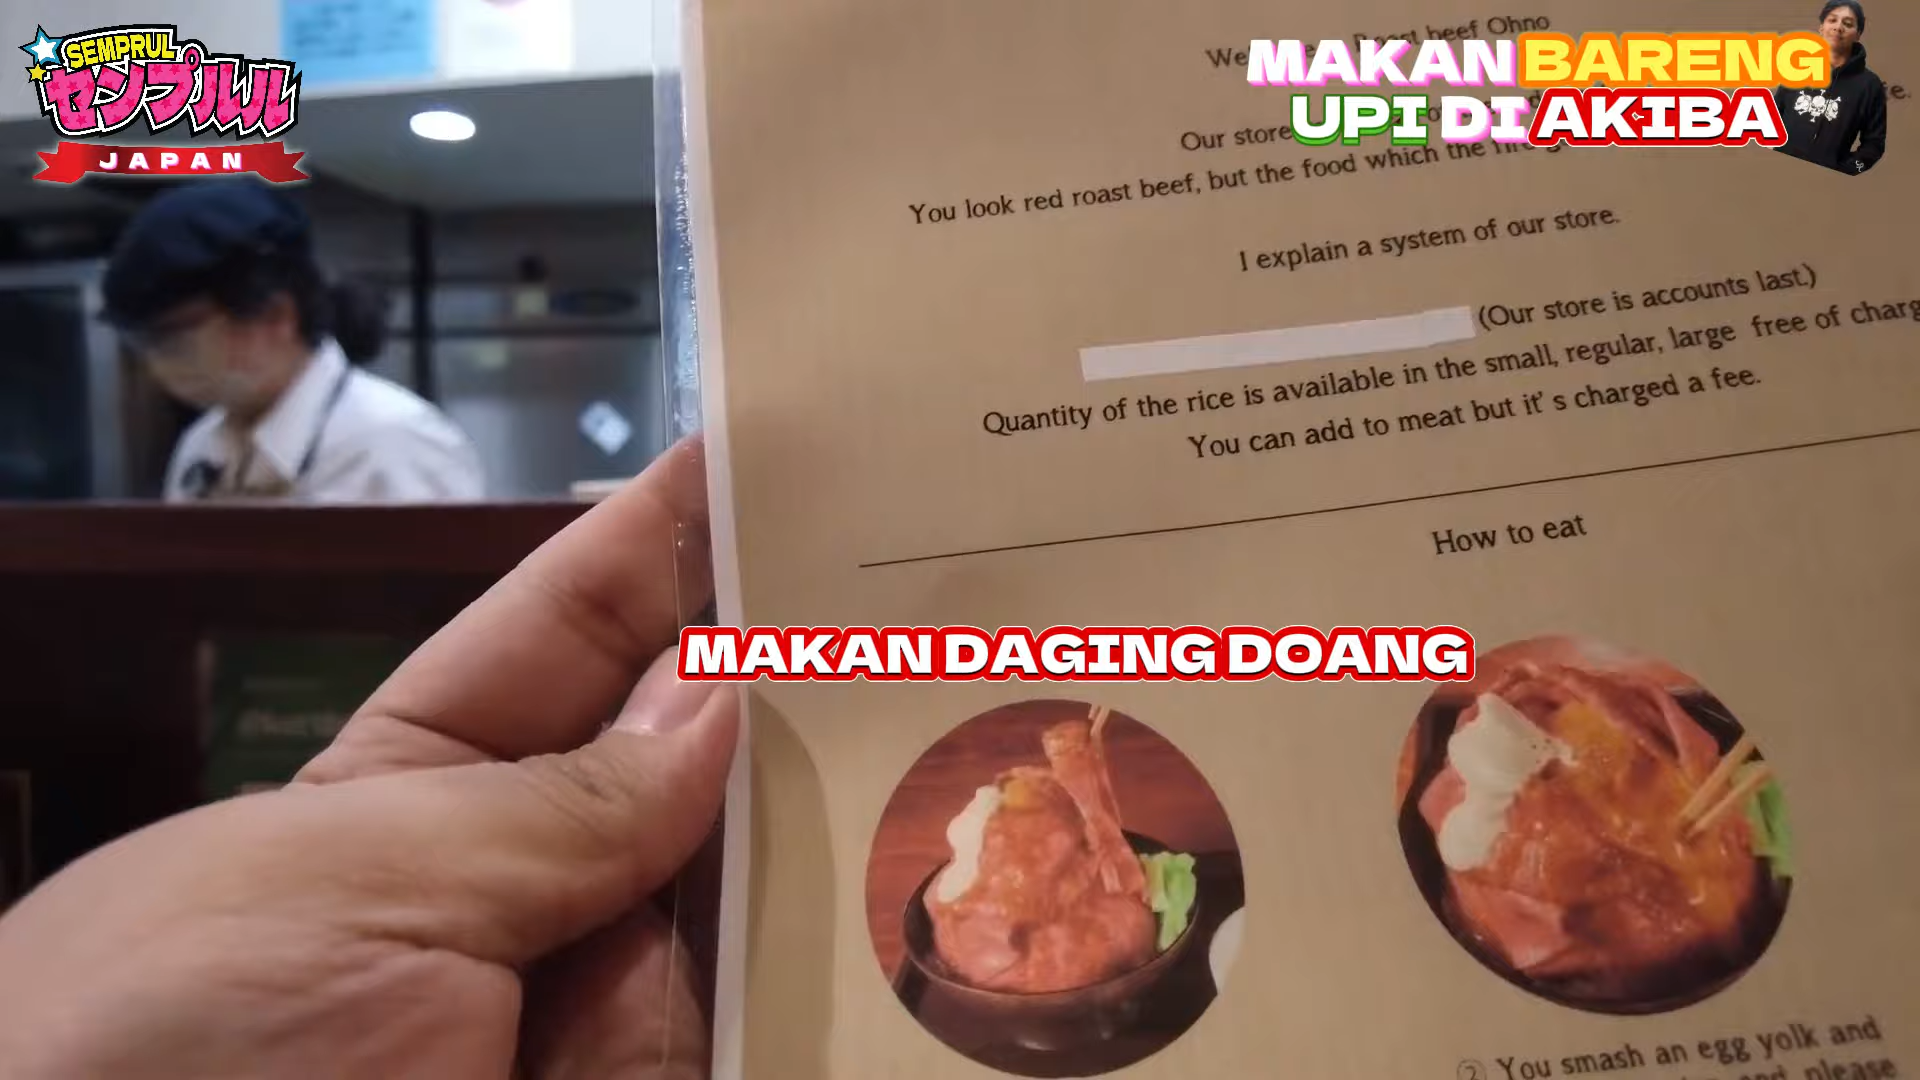 SEMPRUL
センプルル
JAPAN
MAKAN BARENG
UPI DI AKIBA
Roast beef Ohno
Our store
You look red roast beef, but the food which the
I explain a system of our store.
(Our store is accounts last.)
Quantity of the rice is available in the small, regular, large free of charg
You can add to meat but it's charged a fee.
How to eat
MAKAN DAGING DOANG
② You smash an egg yolk and
and, please